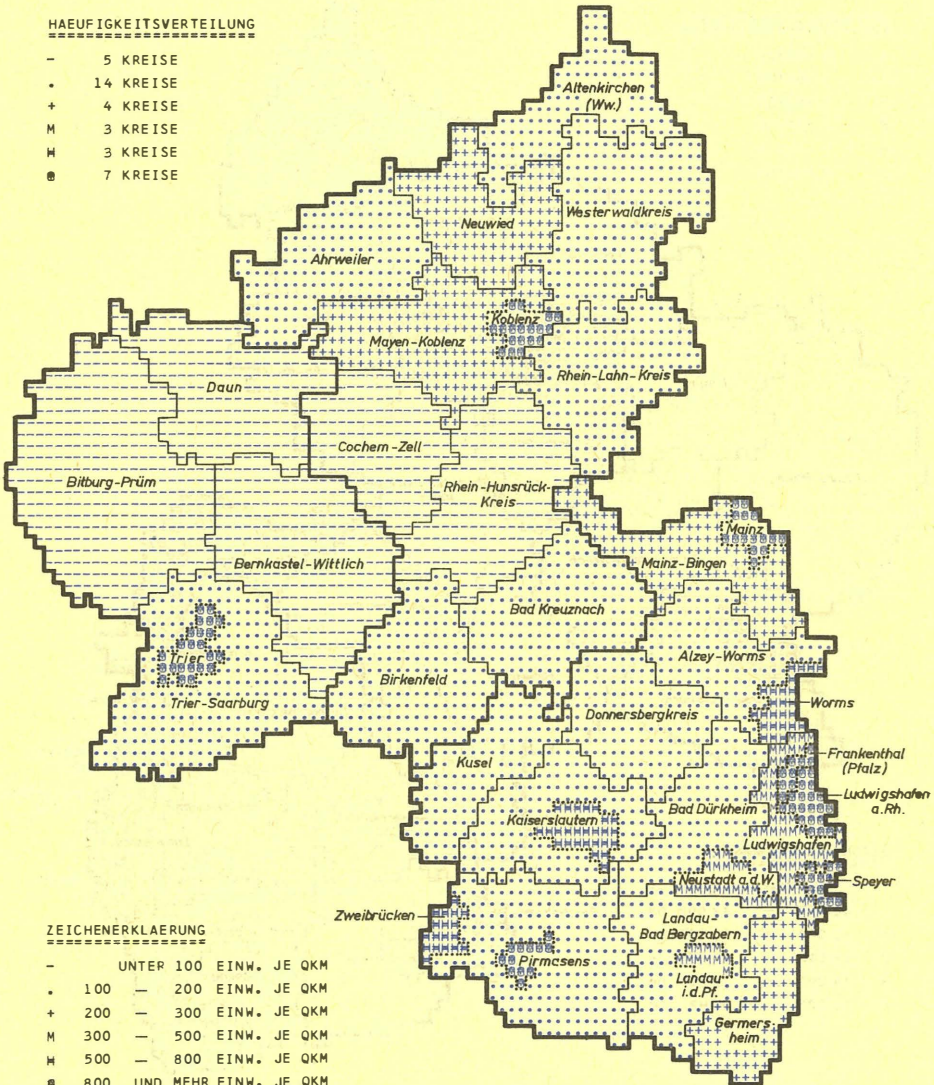 HAEUFIGKEITSVERTEILUNG
- 5 KREISE
. 14 KREISE
+ 4 KREISE
M 3 KREISE
H 3 KREISE
7 KREISE
Altenkirchen
(Ww.)
Westerwaldkreis
Neuwied
Ahrweiler
Koblenz
Mayen-Koblenz
Rhein-Lahn-Kreis
Daun
Cochem-Zell
Bitburg-Prüm
Rhein-Hunsrück-
Kreis
Mainz
Mainz-Bingen
Bernkastel-Wittlich
Bad Kreuznach
Alzey-Worms
Trier
Birkenfeld
Trier-Saarburg
Worms
Donnersbergkreis
Frankenthal
(Pfalz)
Kusel
Ludwigshafen
a.Rh.
Bad Dürkheim
Kaiserslautern
Ludwigshafen
Neustadt a.d.W.
Speyer
Zweibrücken
Landau-
Bad Bergzabern
Pirmasens
Landau
i.d.Pf.
Germers-
heim
ZEICHENERKLAERUNG
- UNTER 100 EINW. JE QKM
. 100 — 200 EINW. JE QKM
+ 200 — 300 EINW. JE QKM
M 300 — 500 EINW. JE QKM
H 500 — 800 EINW. JE QKM
800 UND MEHR EINW. JE QKM